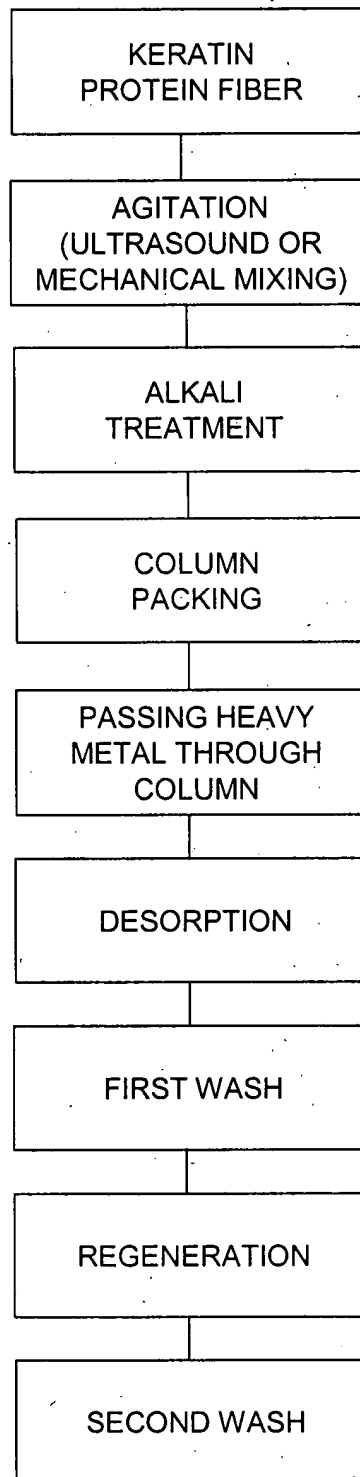 KERATIN
PROTEIN FIBER
AGITATION
(ULTRASOUND OR
MECHANICAL MIXING)
ALKALI
TREATMENT
COLUMN
PACKING
PASSING HEAVY
METAL THROUGH
COLUMN
DESORPTION
FIRST WASH
REGENERATION
SECOND WASH